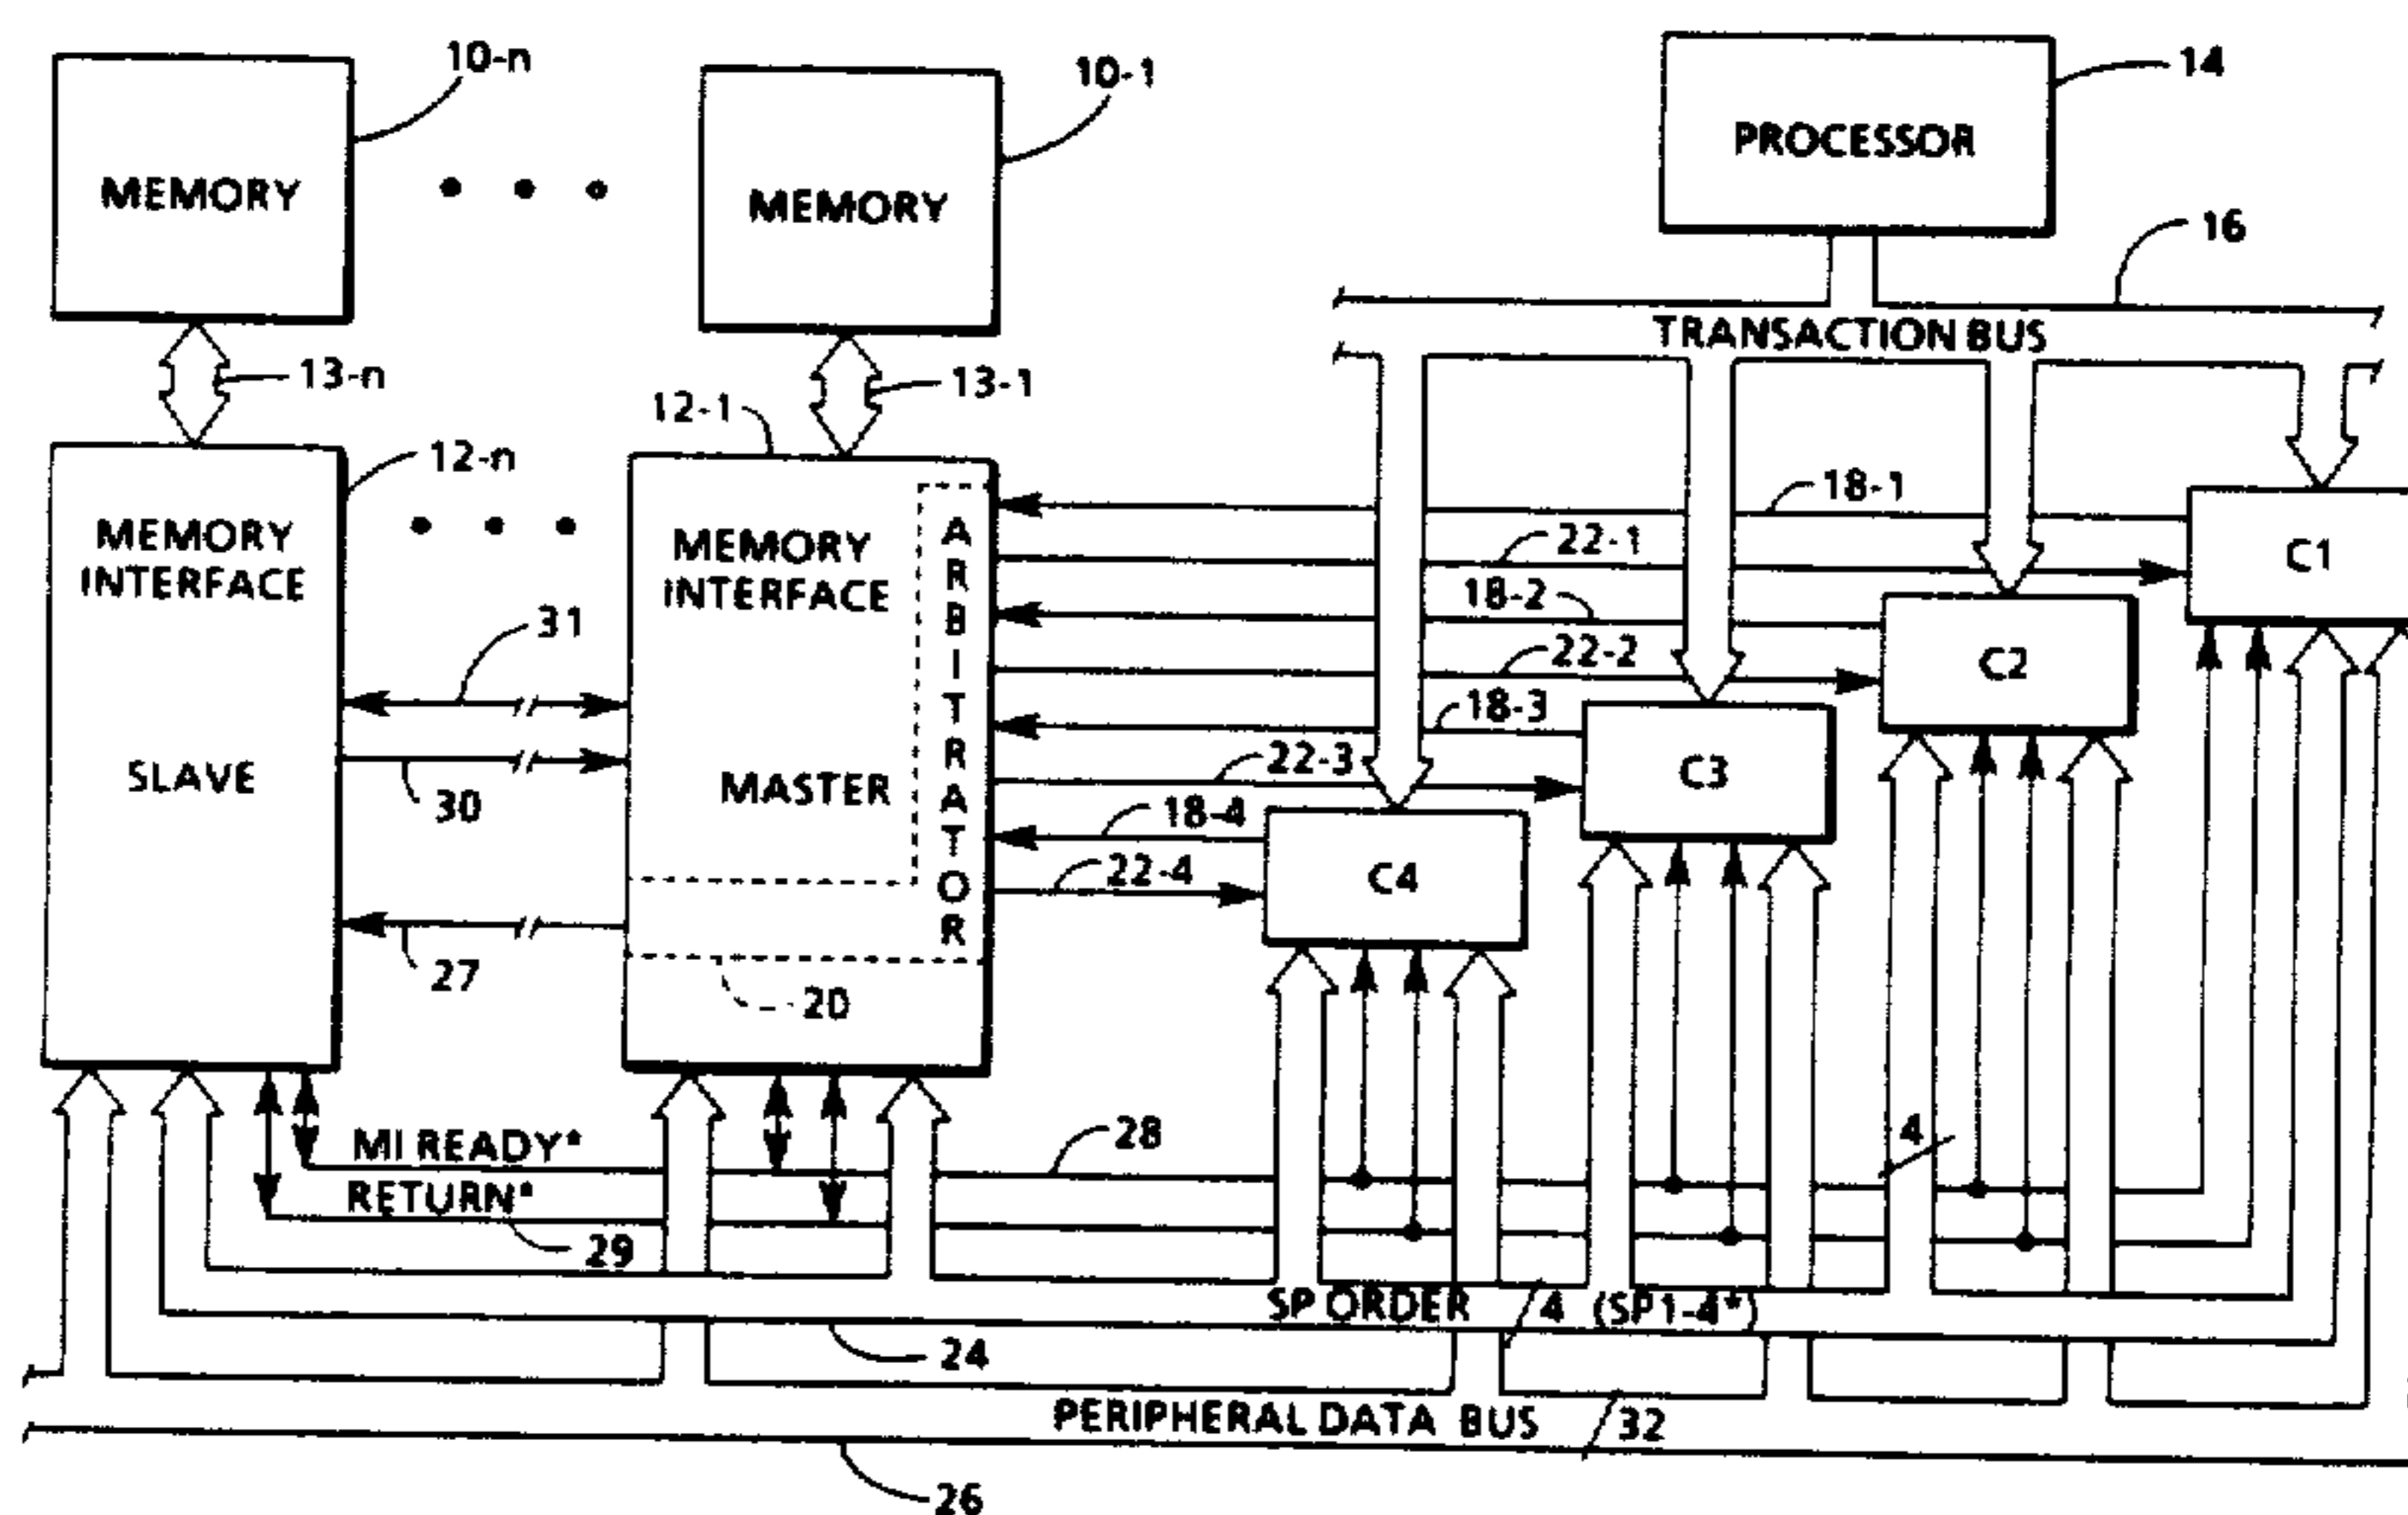 10-n
10-1
14
MEMORY
MEMORY
PROCESSOR
16
TRANSACTION BUS
13-n
13-1
12-1
12-n
18-1
MEMORY
INTERFACE
MEMORY
INTERFACE
ARBITRATOR
22-1
C1
18-2
31
22-2
C2
18-3
SLAVE
MASTER
22-3
C3
30
18-4
22-4
C4
27
20
MI READY*
28
4
RETURN*
29
SP ORDER
4
(SP1-4*)
24
PERIPHERAL DATA BUS
32
26